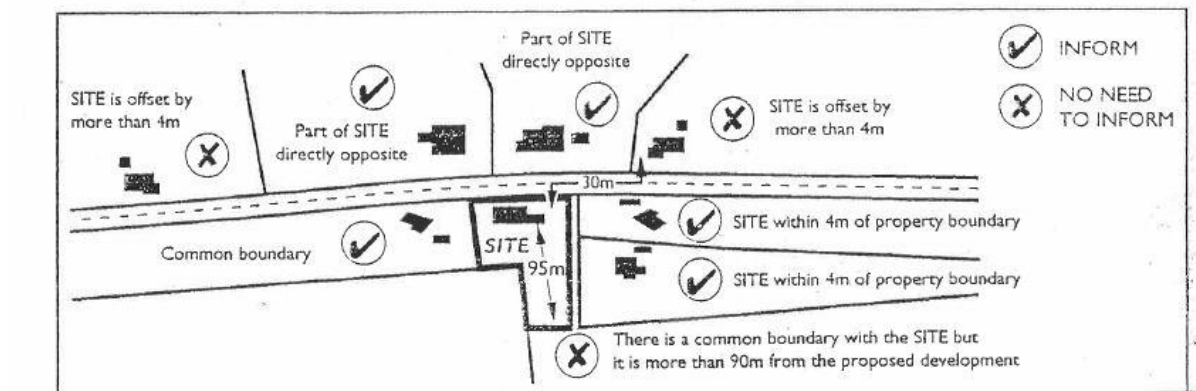 Part of SITE
directly opposite
INFORM
NO NEED
TO INFORM
SITE is offset by
more than 4m
Part of SITE
directly opposite
SITE is offset by
more than 4m
30m
Common boundary
SITE
95m
SITE within 4m of property boundary
SITE within 4m of property boundary
There is a common boundary with the SITE but
it is more than 90m from the proposed development